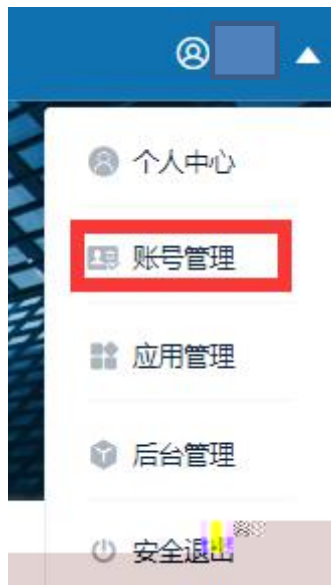 个人中心
账号管理
应用管理
后台管理
安全退出